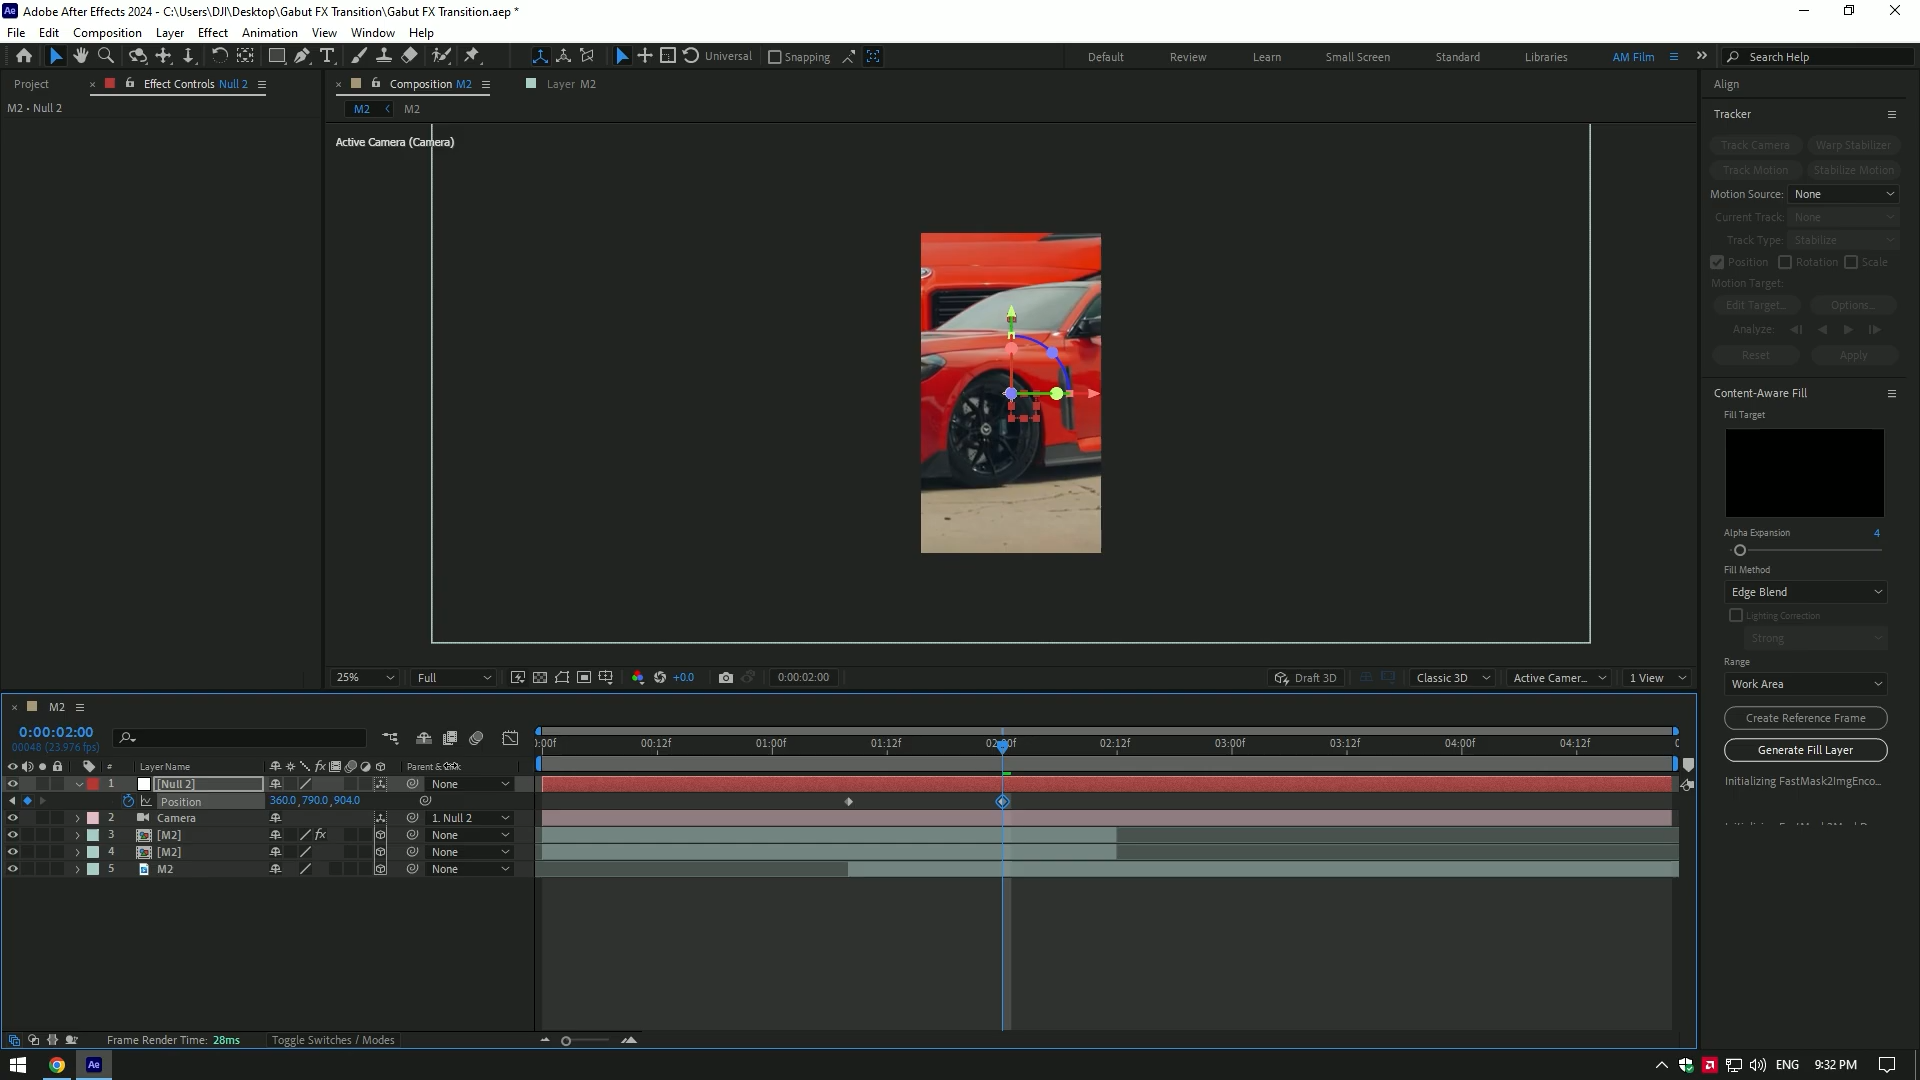 Adobe After Effects 2024 - C:\Users\DJI\Desktop\Gabut FX Transition\Gabut FX Transition.aep *
File Edit Composition Layer Effect Animation View Window Help
Universal Snapping Default Review Learn Small Screen Standard Libraries AM Film Search Help
Project Effect Controls Null 2 Composition M2 Layer M2 Align
M2 • Null 2 M2 M2
Tracker
Active Camera (Camera)
Track Camera Warp Stabilizer
Track Motion Stabilize Motion
Motion Source: None
Current Track: None
Track Type: Stabilize
Position Rotation Scale
Motion Target:
Edit Target... Options...
Analyze:
Reset Apply
Content-Aware Fill
Fill Target
Alpha Expansion 4
Fill Method
Edge Blend
Lighting Correction
Strong
Range
Work Area
25% Full +0.0 0:00:02:00 Draft 3D Classic 3D Active Camer... 1 View
Create Reference Frame
Generate Fill Layer
Initializing FastMask2ImgEnco...
M2
0:00:02:00
00048 (23.976 fps)
:00f 00:12f 01:00f 01:12f 02:00f 02:12f 03:00f 03:12f 04:00f 04:12f
# Layer Name Parent & Link
1 [Null 2] None
Position 360.0, 790.0, 904.0
2 Camera 1. Null 2
3 [M2] fx None
4 [M2] None
5 M2 None
Frame Render Time: 28ms Toggle Switches / Modes
Ae ENG 9:32 PM